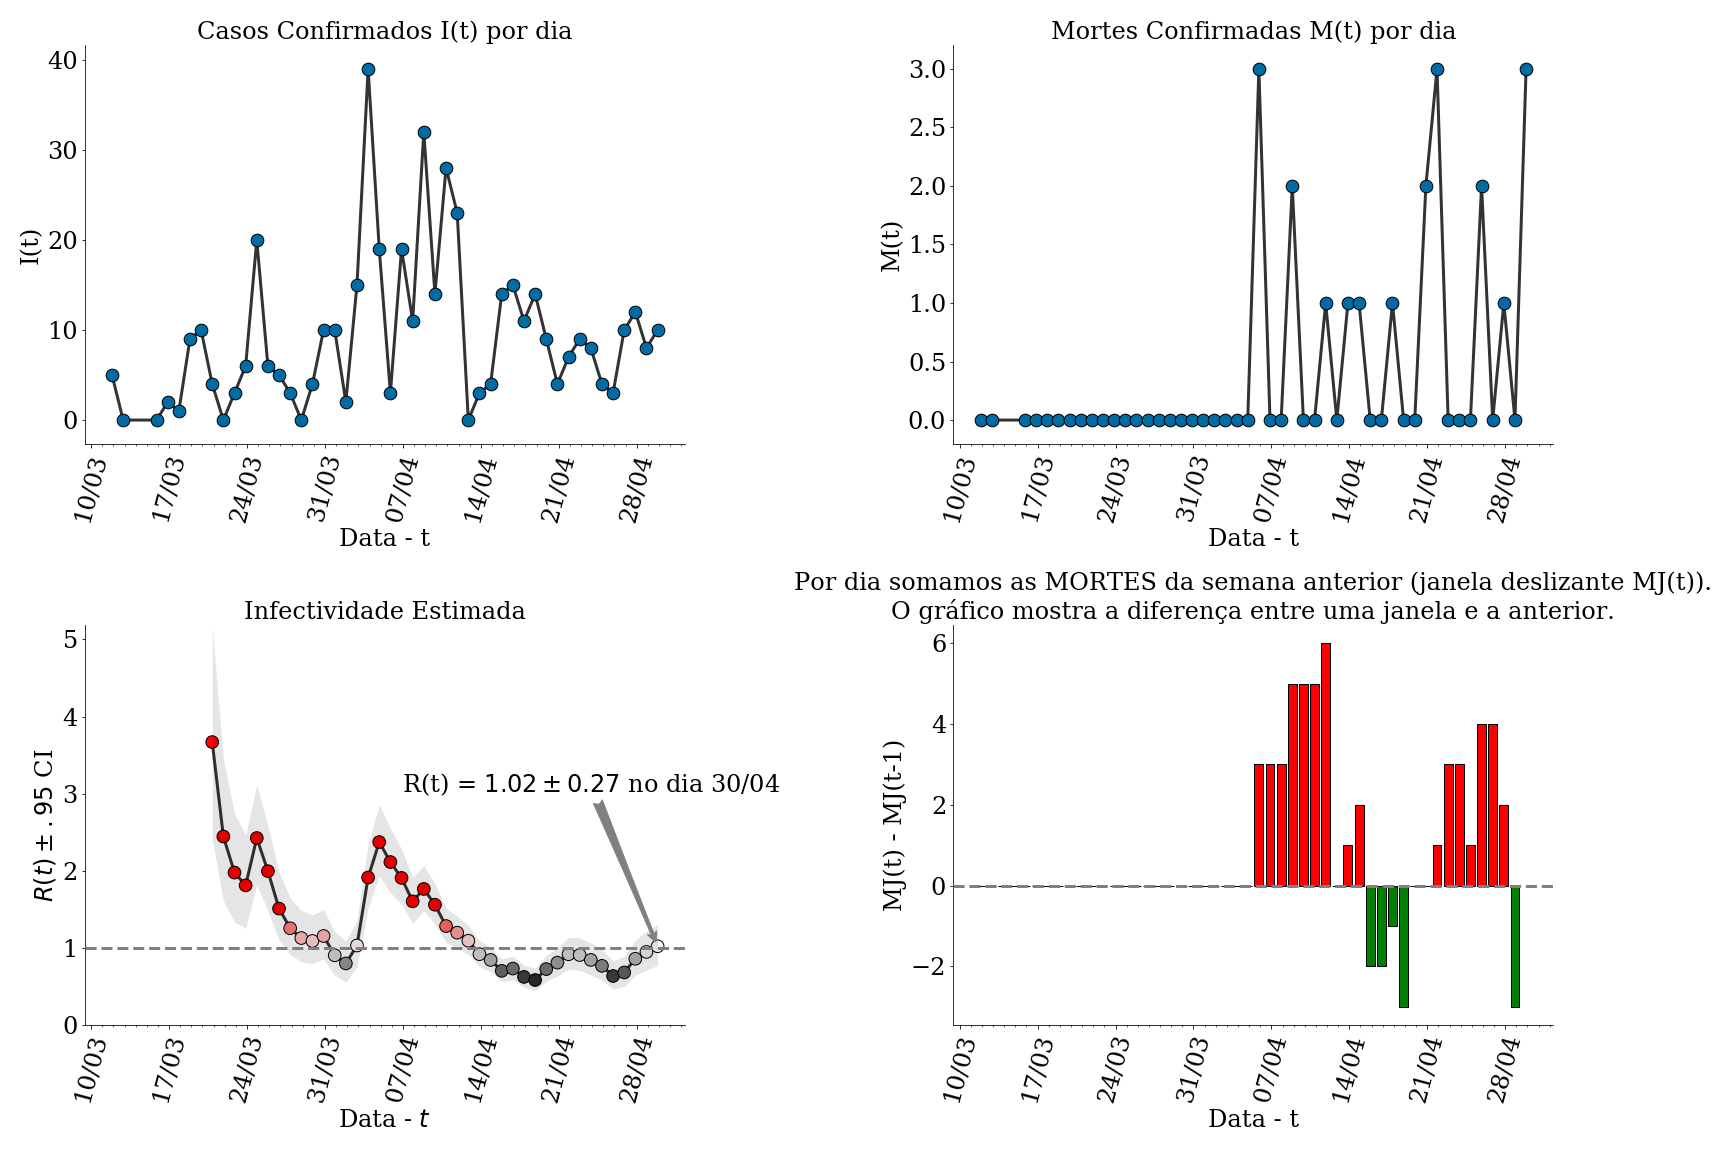 Casos Confirmados I(t) por dia
40
30
20
10
0
I(t)
10/03 17/03 24/03 31/03 07/04 14/04 21/04 28/04
Data - t
Mortes Confirmadas M(t) por dia
3.0
2.5
2.0
1.5
1.0
0.5
0.0
M(t)
10/03 17/03 24/03 31/03 07/04 14/04 21/04 28/04
Data - t
Infectividade Estimada
5
4
3
2
1
0
R(t) ± .95 CI
R(t) = 1.02 ± 0.27 no dia 30/04
10/03 17/03 24/03 31/03 07/04 14/04 21/04 28/04
Data - t
Por dia somamos as MORTES da semana anterior (janela deslizante MJ(t)).
O gráfico mostra a diferença entre uma janela e a anterior.
6
4
2
0
−2
MJ(t) - MJ(t-1)
10/03 17/03 24/03 31/03 07/04 14/04 21/04 28/04
Data - t